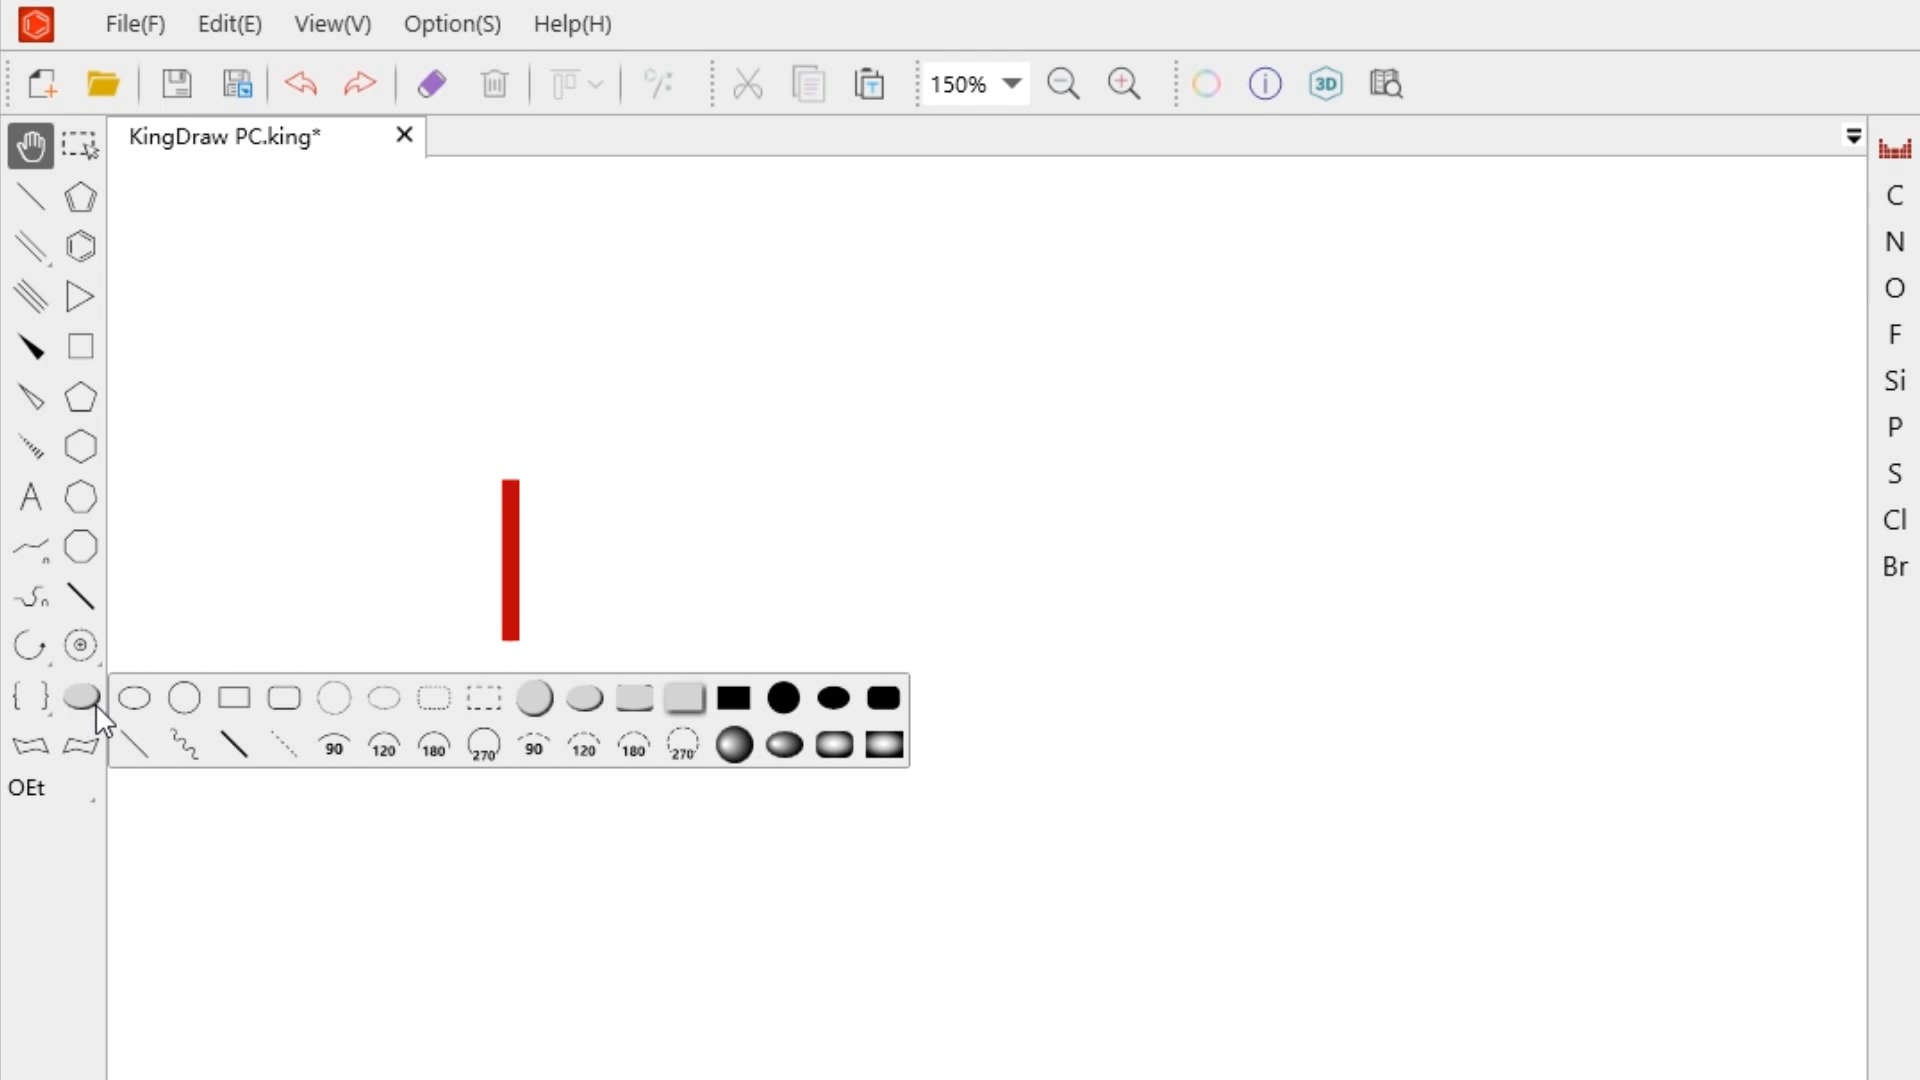 File(F) Edit(E) View(V) Option(S) Help(H)
150% i 3D
KingDraw PC.king*
C
N
O
F
Si
P
S
Cl
Br
A
n
n
90 120 180 270 90 120 180 270
OEt